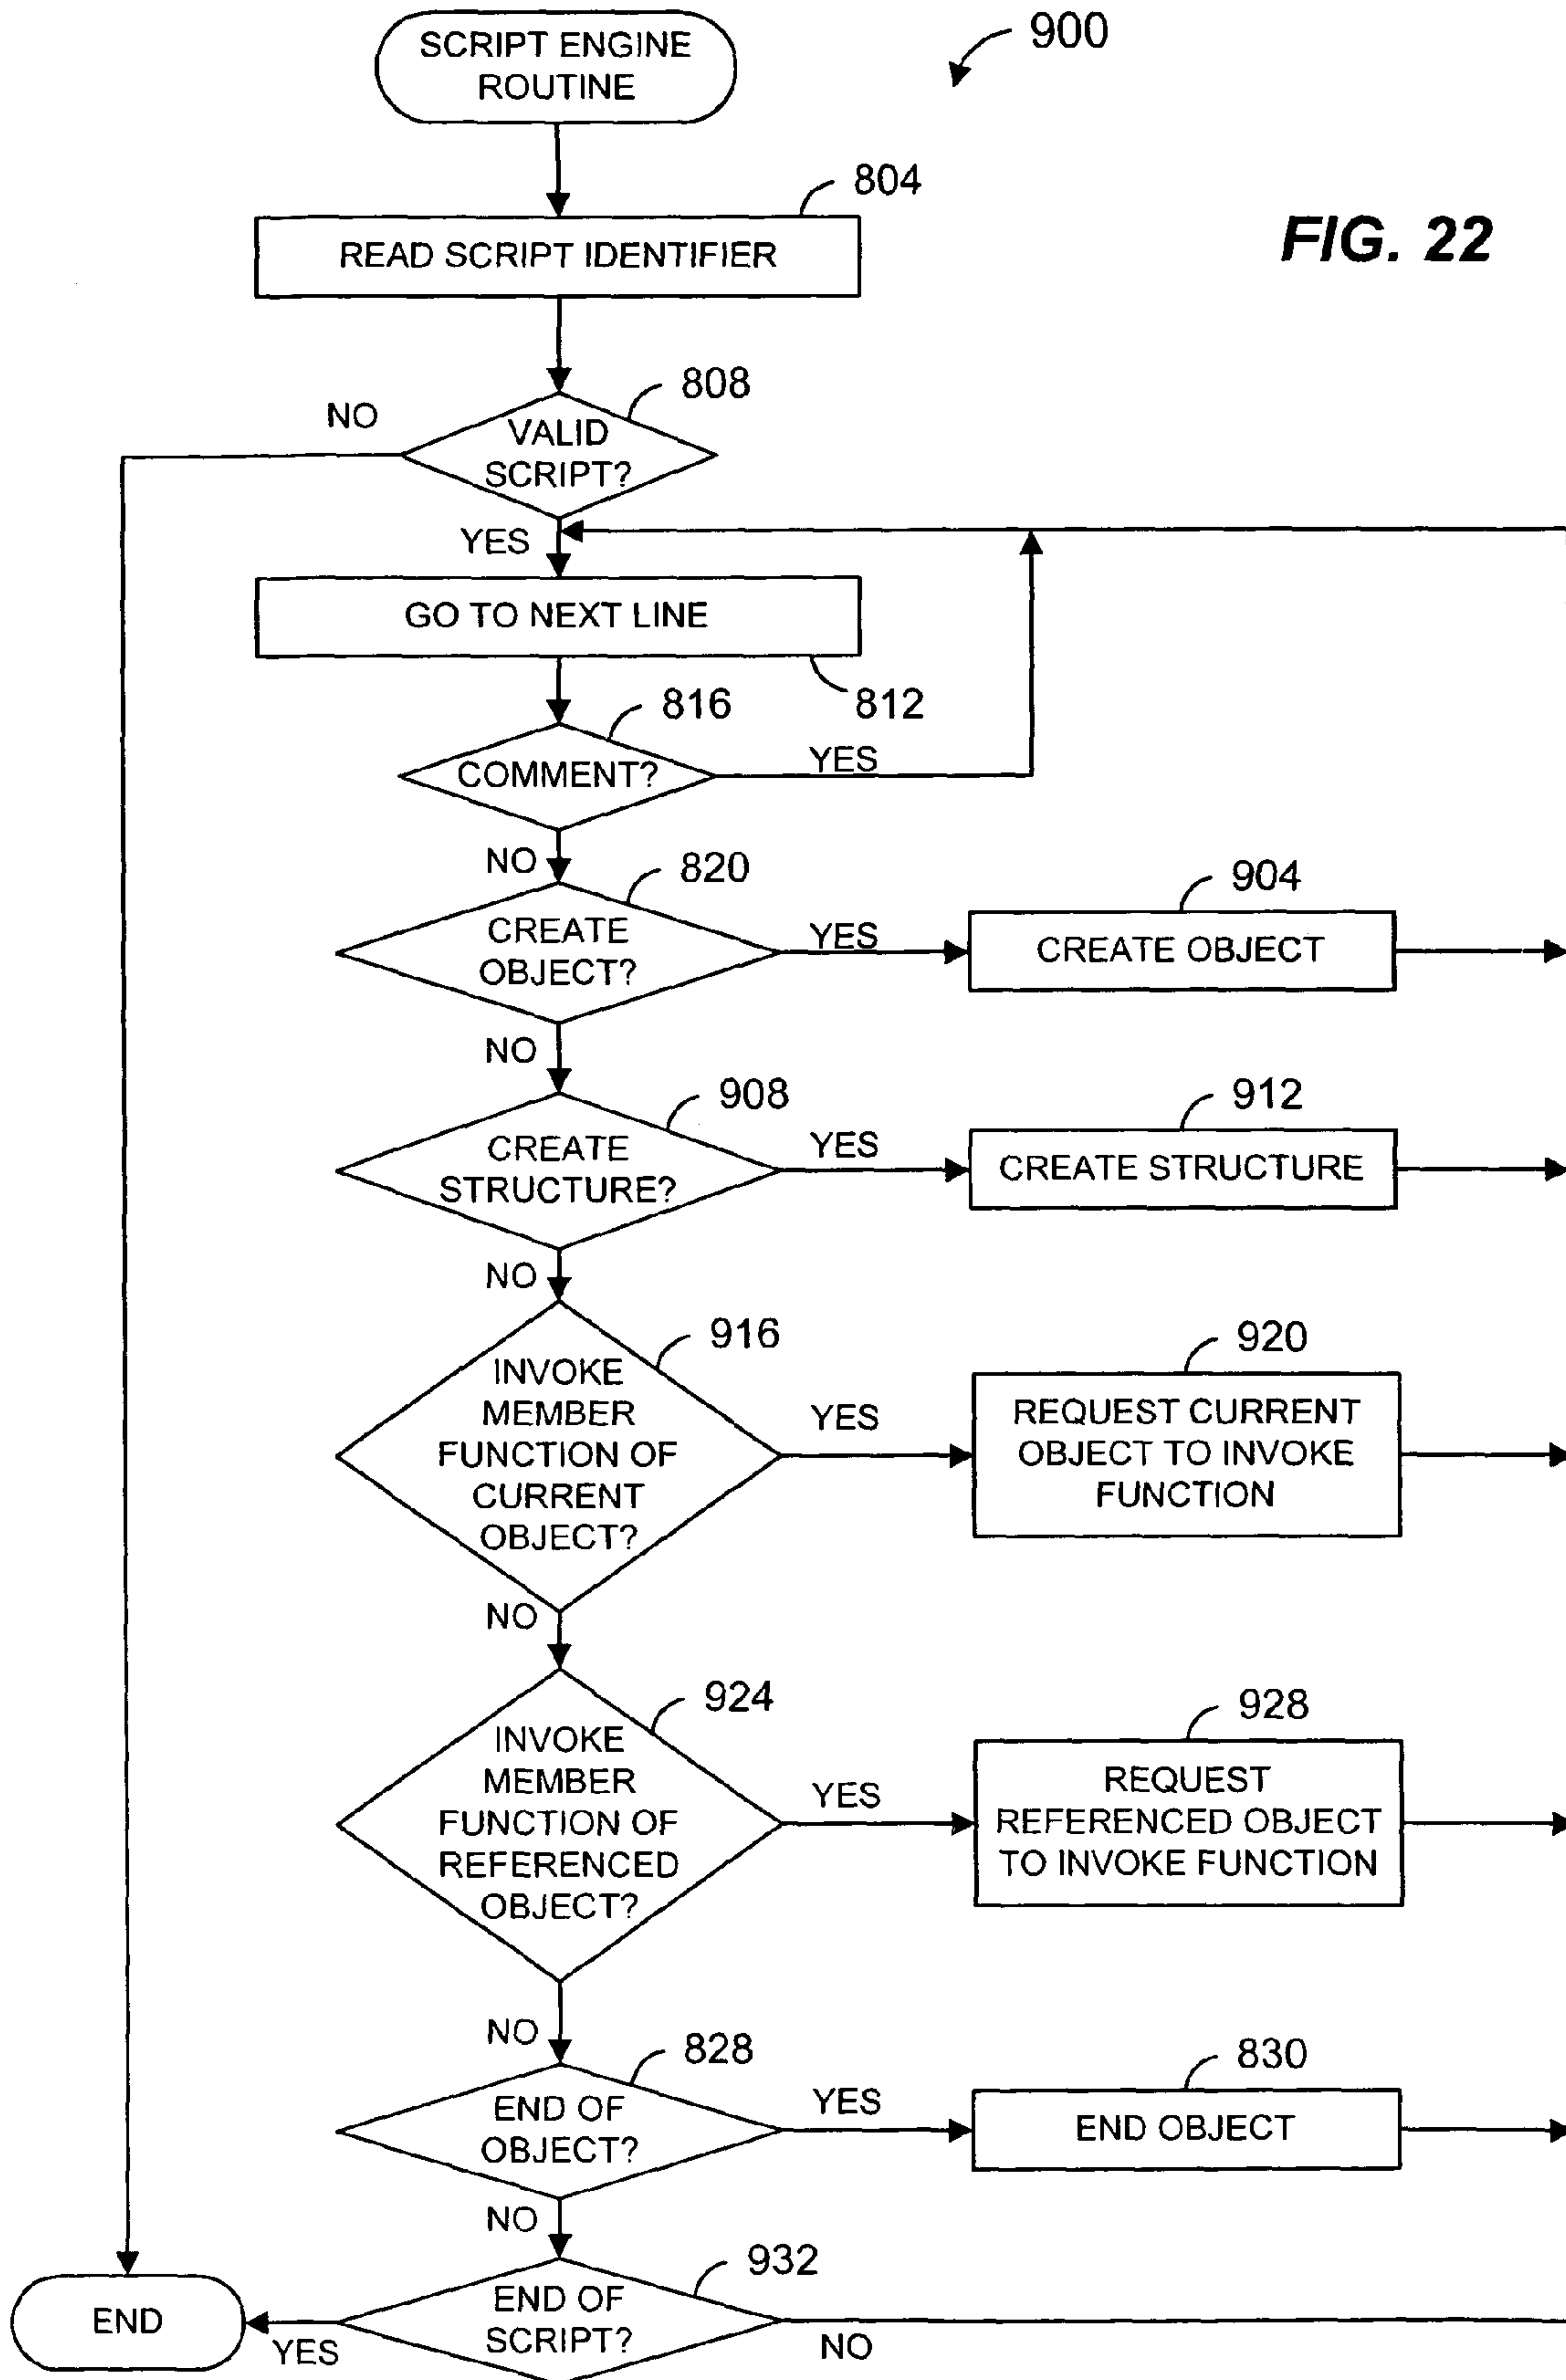 SCRIPT ENGINE
ROUTINE
900
804
READ SCRIPT IDENTIFIER
FIG. 22
808
NO
VALID
SCRIPT?
YES
GO TO NEXT LINE
812
816
COMMENT?
YES
NO
820
CREATE
OBJECT?
YES
904
CREATE OBJECT
NO
908
CREATE
STRUCTURE?
YES
912
CREATE STRUCTURE
NO
916
INVOKE
MEMBER
FUNCTION OF
CURRENT
OBJECT?
YES
920
REQUEST CURRENT
OBJECT TO INVOKE
FUNCTION
NO
924
INVOKE
MEMBER
FUNCTION OF
REFERENCED
OBJECT?
YES
928
REQUEST
REFERENCED OBJECT
TO INVOKE FUNCTION
NO
828
END OF
OBJECT?
YES
830
END OBJECT
NO
932
END OF
SCRIPT?
YES
END
NO